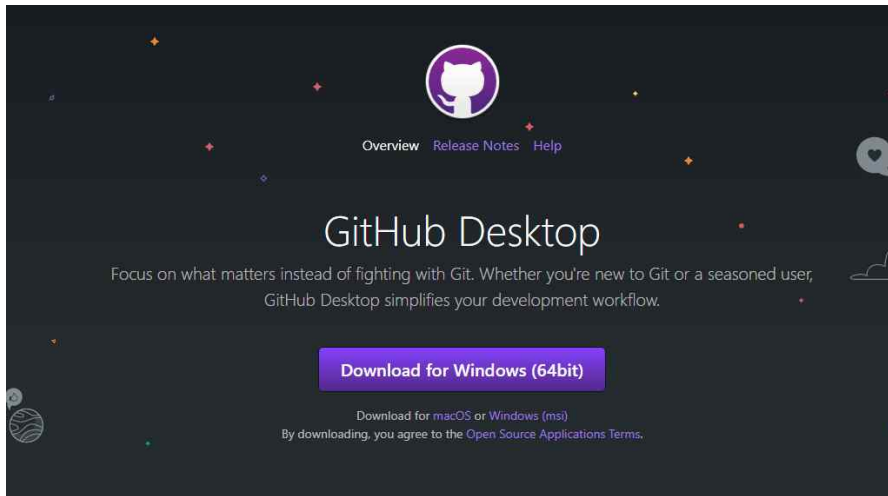 Overview Release Notes Help
GitHub Desktop
Focus on what matters instead of fighting with Git. Whether you're new to Git or a seasoned user,
GitHub Desktop simplifies your development workflow.
Download for Windows (64bit)
Download for macOS or Windows (msi)
By downloading, you agree to the Open Source Applications Terms.